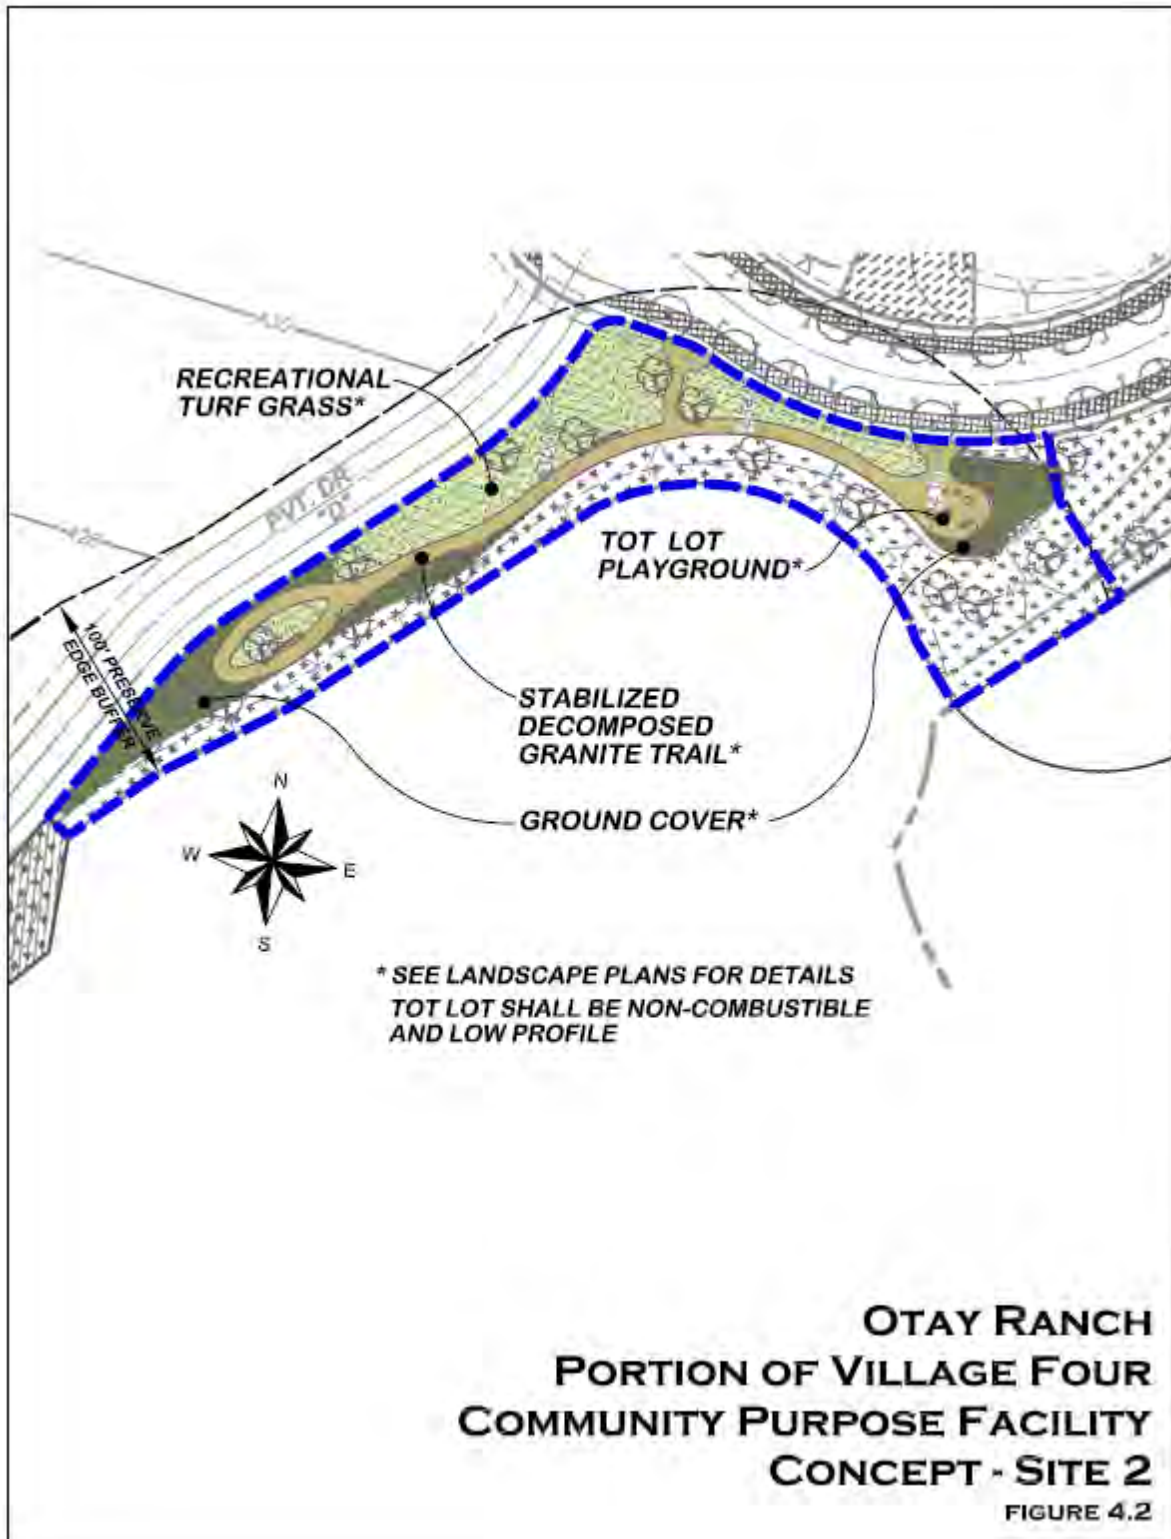 RECREATIONAL
TURF GRASS*
PVT. DR.
"D"
TOT LOT
PLAYGROUND*
100' PRESERVE
EDGE BUFFER
STABILIZED
DECOMPOSED
GRANITE TRAIL*
GROUND COVER*
N
W
E
S
* SEE LANDSCAPE PLANS FOR DETAILS
TOT LOT SHALL BE NON-COMBUSTIBLE
AND LOW PROFILE
OTAY RANCH
PORTION OF VILLAGE FOUR
COMMUNITY PURPOSE FACILITY
CONCEPT - SITE 2
FIGURE 4.2